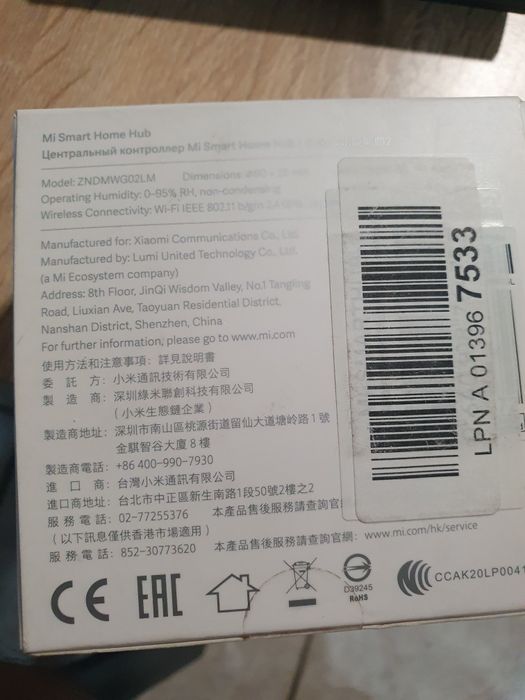 Mi Smart Home Hub
Центральный контроллер Mi Smart Home
Model: ZNDMWG02LM Dimensions:
Operating Humidity: 0–95% RH, non-condensing
Wireless Connectivity: Wi-Fi IEEE 802.11 b/g/n
Manufactured for: Xiaomi Communications Co., Ltd.
Manufactured by: Lumi United Technology Co., Ltd.
(a Mi Ecosystem company)
Address: 8th Floor, JinQi Wisdom Valley, No.1 Tangling
Road, Liuxian Ave, Taoyuan Residential District,
Nanshan District, Shenzhen, China
For further information, please go to www.mi.com
使用方法和注意事項：詳見說明書
委託方：小米通訊技術有限公司
製造商：深圳綠米聯創科技有限公司
（小米生態鏈企業）
製造商地址：深圳市南山區桃源街道留仙大道塘岭路1號
金騏智谷大廈8樓
製造商電話：+86 400-990-7930
進口商：台灣小米通訊有限公司
進口商地址：台北市中正區新生南路1段50號2樓之2
服務電話：02-77255376 本產品售後服務請查詢官
（以下訊息僅供香港市場適用）
服務電話：852-30773620 本產品售後服務請查詢官網：www.mi.com/hk/service
CE EAC
D39245
RoHS
CCAK20LP0041
LPN A 01396 7533